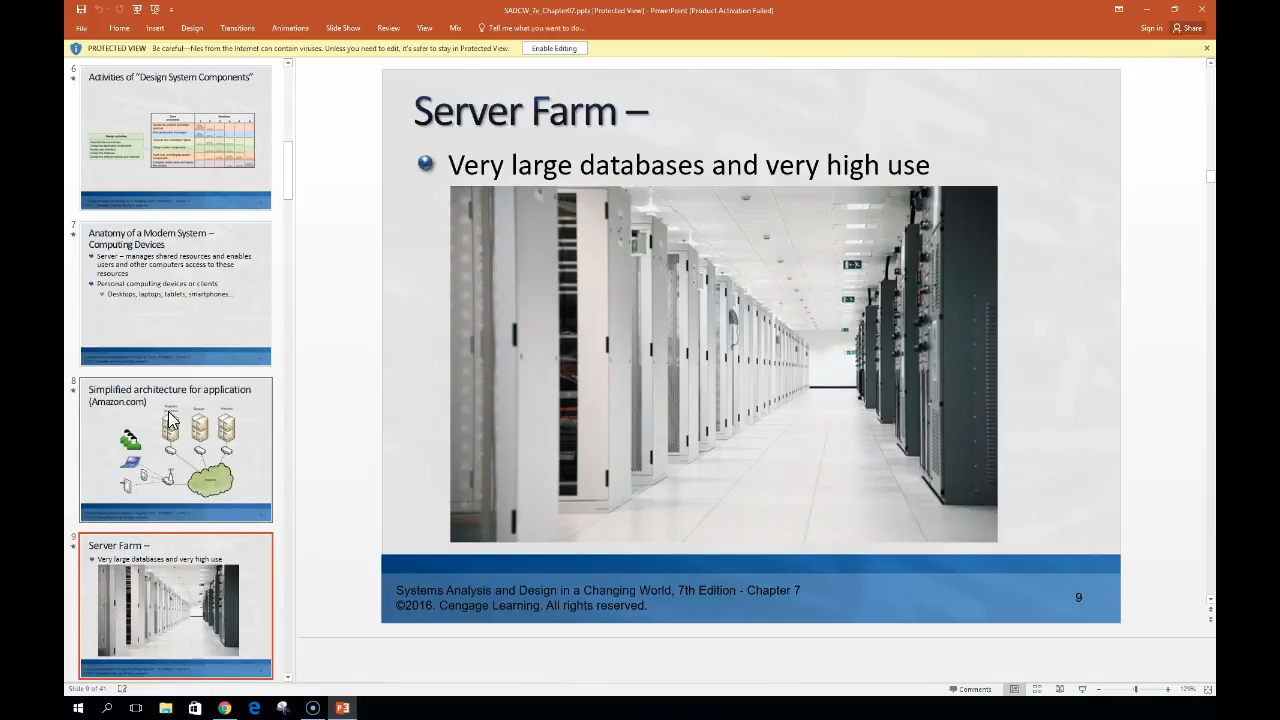 SADCW_7e_Chapter07.pptx [Protected View] - PowerPoint (Product Activation Failed)
File Home Insert Design Transitions Animations Slide Show Review View Mix Tell me what you want to do... Sign in Share
PROTECTED VIEW Be careful—files from the Internet can contain viruses. Unless you need to edit, it's safer to stay in Protected View. Enable Editing
6
Activities of "Design System Components"
7
Anatomy of a Modern System –
Computing Devices
Server – manages shared resources and enables
users and other computers access to these
resources
Personal computing devices or clients
Desktops, laptops, tablets, smartphones...
8
Simplified architecture for application
(Amazon.com)
9
Server Farm –
Very large databases and very high use
Server Farm –
Very large databases and very high use
Systems Analysis and Design in a Changing World, 7th Edition - Chapter 7
©2016. Cengage Learning. All rights reserved.
9
Slide 9 of 41
Comments
129%